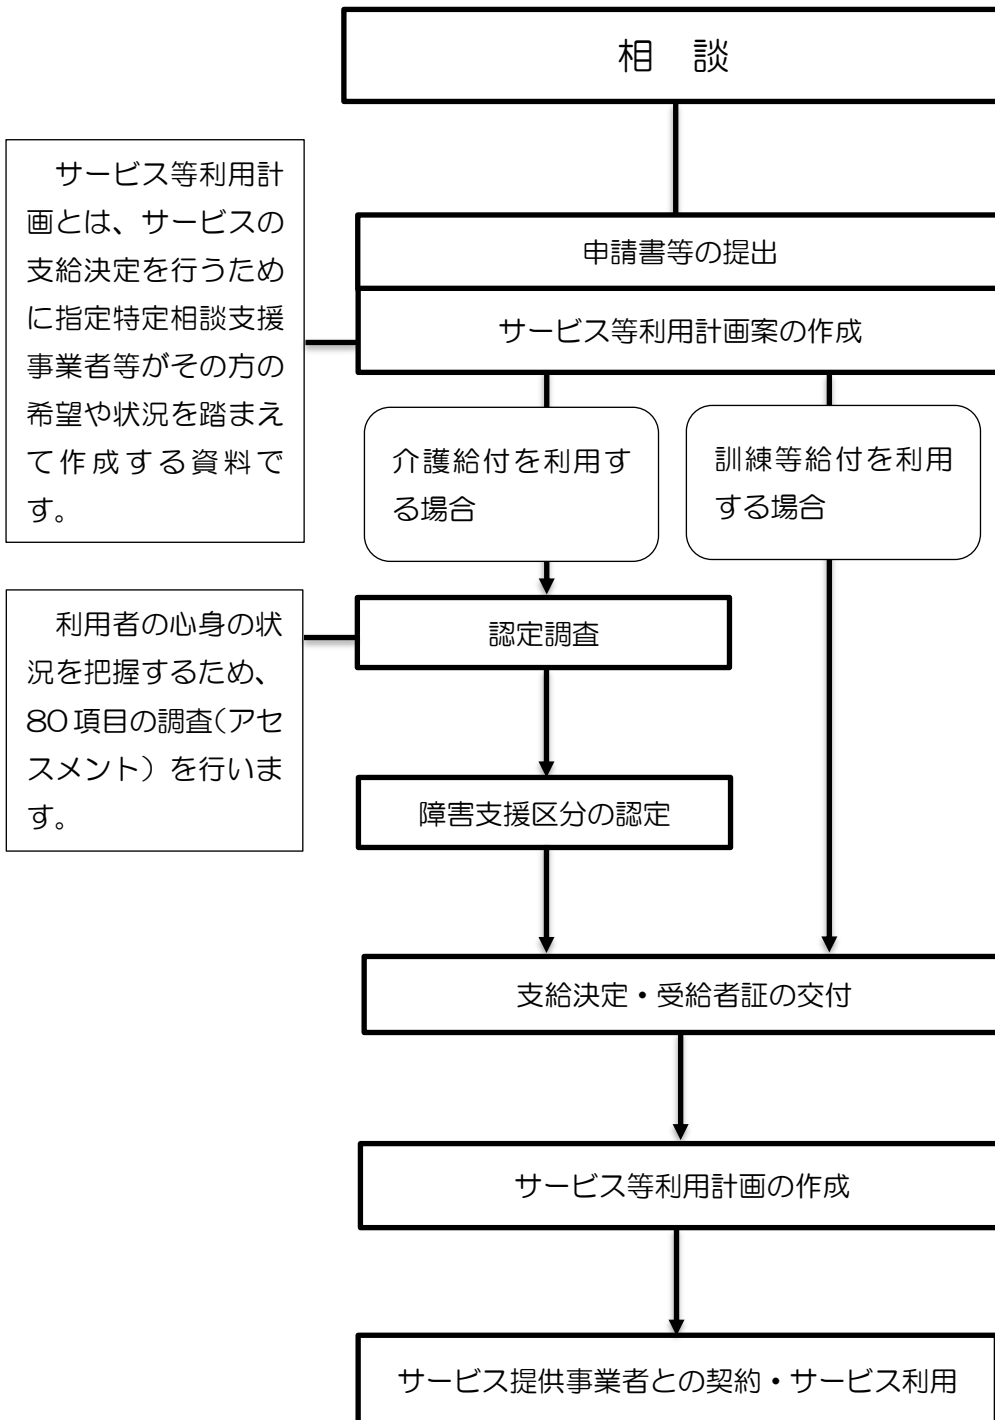 相　談
サービス等利用計
画とは、サービスの
支給決定を行うため
に指定特定相談支援
事業者等がその方の
希望や状況を踏まえ
て作成する資料で
す。
申請書等の提出
サービス等利用計画案の作成
介護給付を利用す
る場合
訓練等給付を利用
する場合
利用者の心身の状
況を把握するため、
80項目の調査（アセ
スメント）を行いま
す。
認定調査
障害支援区分の認定
支給決定・受給者証の交付
サービス等利用計画の作成
サービス提供事業者との契約・サービス利用